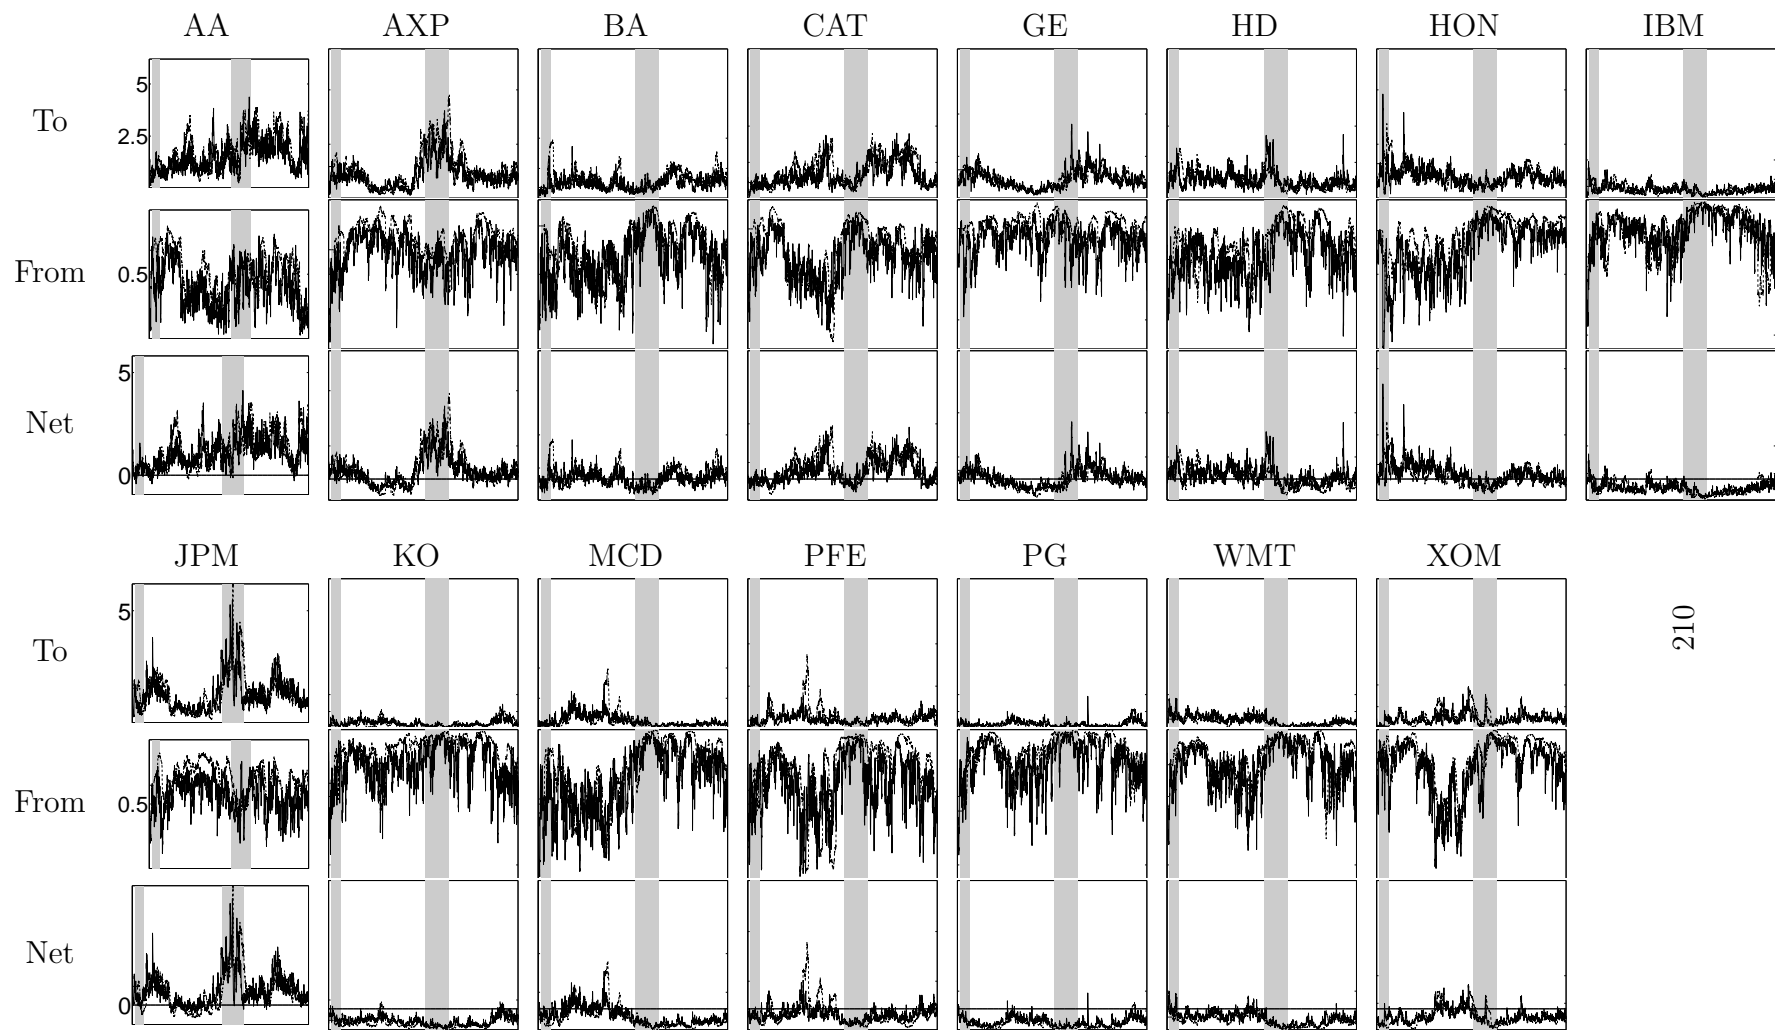 AA AXP BA CAT GE HD HON IBM
To
5
2.5
From
0.5
Net
5
0
JPM KO MCD PFE PG WMT XOM
To
5
From
0.5
Net
0
210